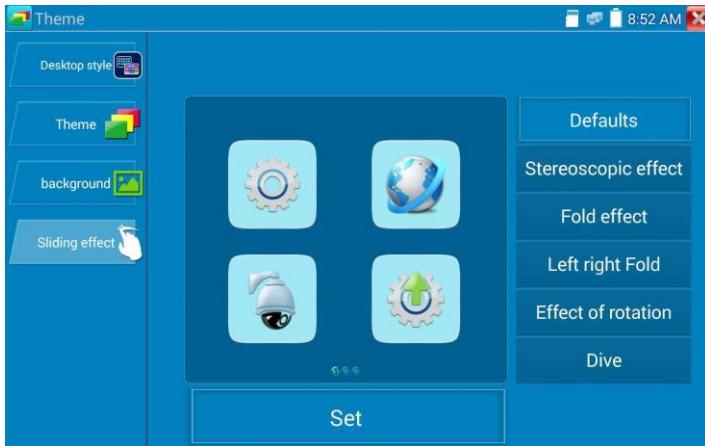 Theme
8:52 AM
Desktop style
Theme
background
Sliding effect
Defaults
Stereoscopic effect
Fold effect
Left right Fold
Effect of rotation
Dive
Set